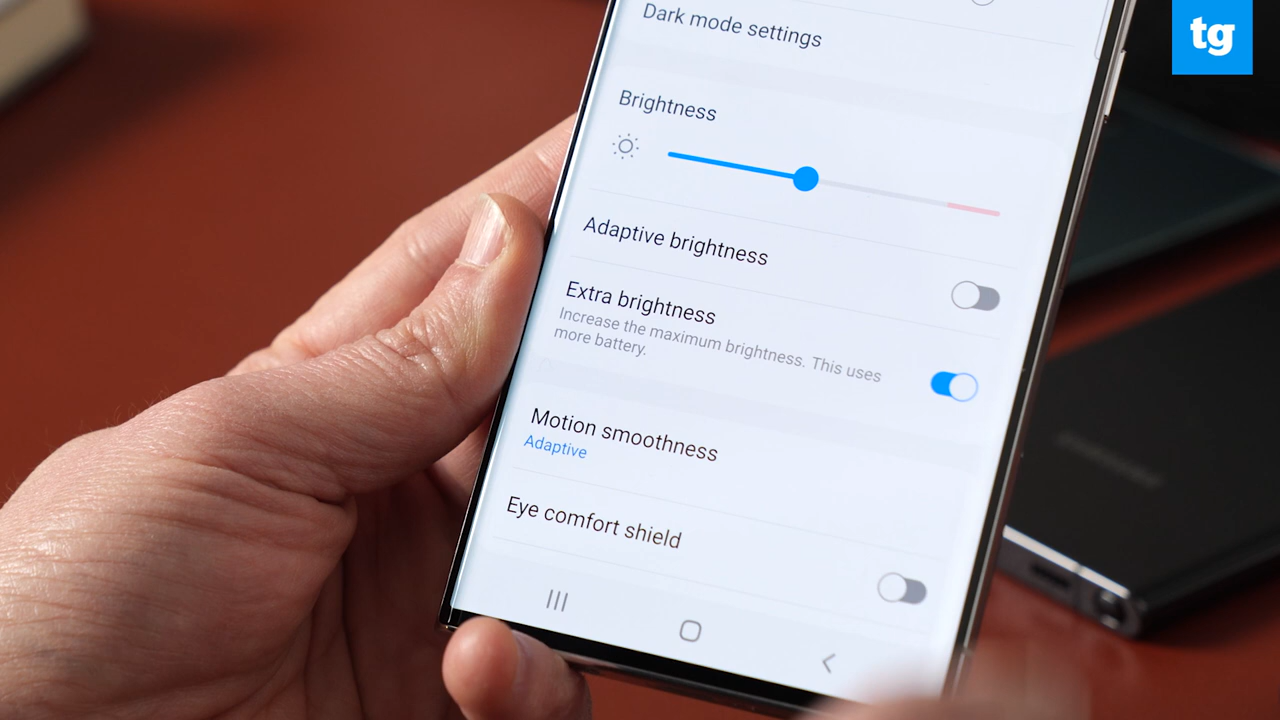 tg
Dark mode settings
Brightness
Adaptive brightness
Extra brightness
Increase the maximum brightness. This uses
more battery.
Motion smoothness
Adaptive
Eye comfort shield